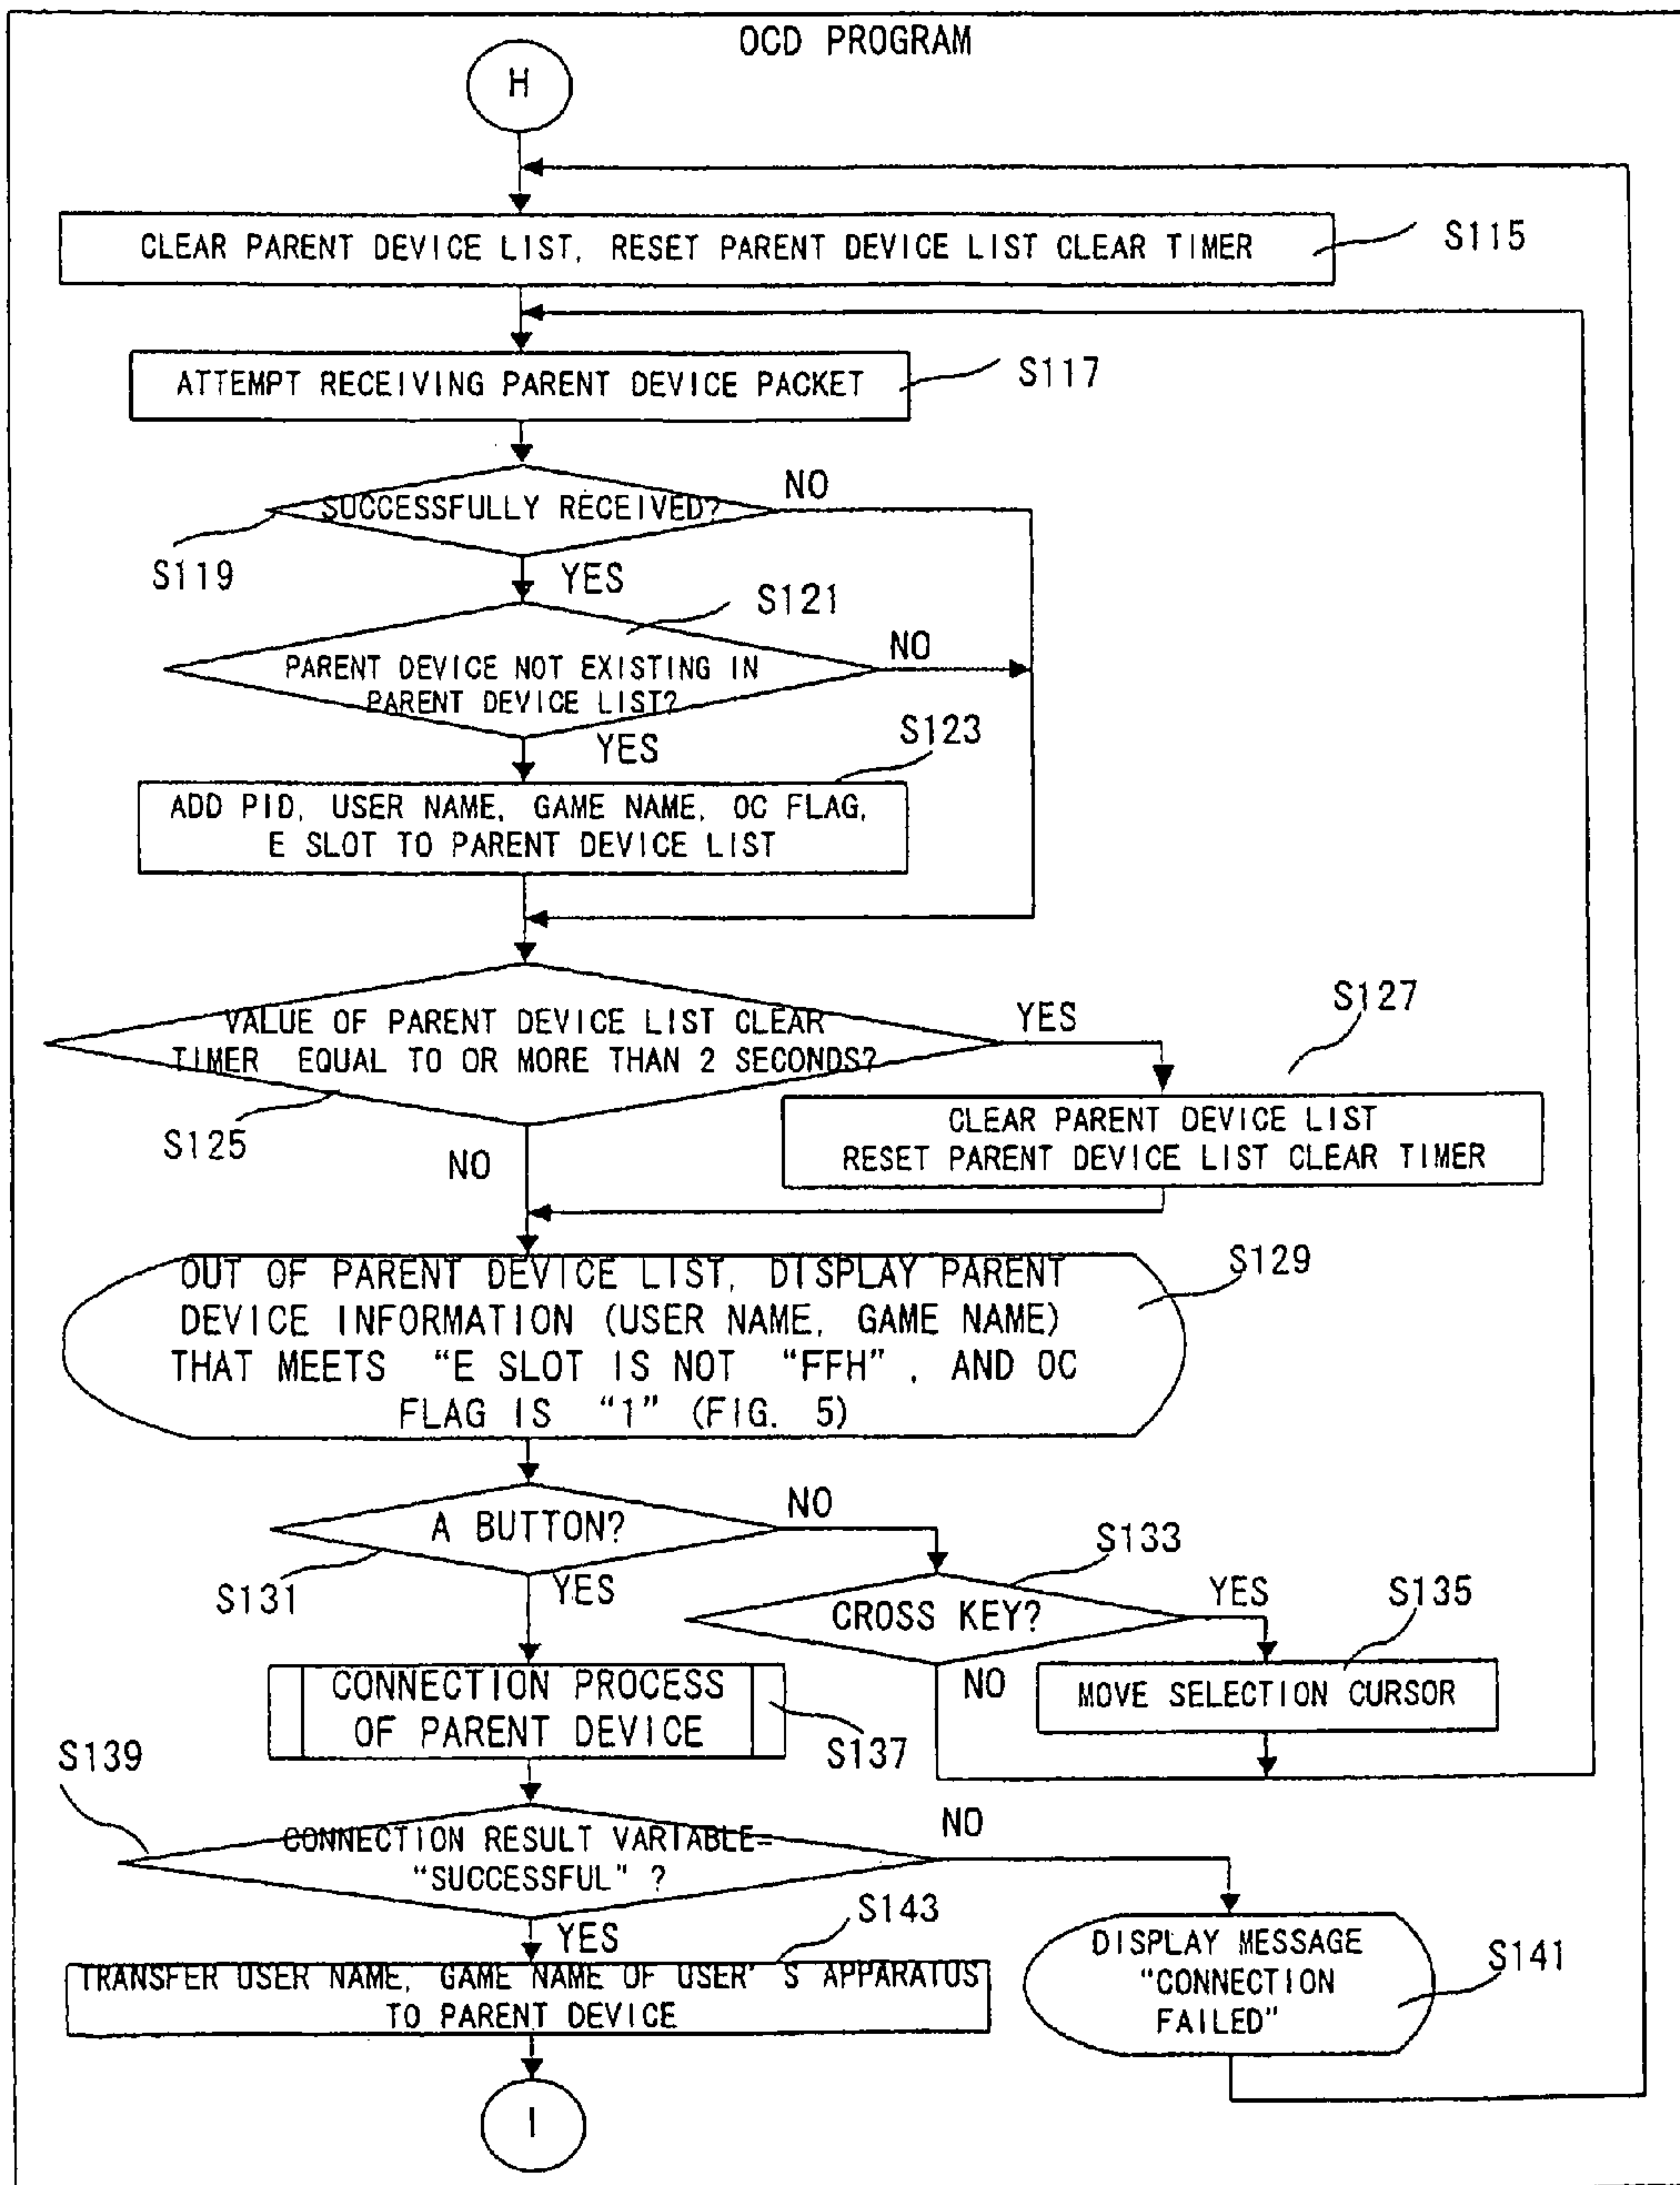 OCD PROGRAM
H
CLEAR PARENT DEVICE LIST, RESET PARENT DEVICE LIST CLEAR TIMER
S115
ATTEMPT RECEIVING PARENT DEVICE PACKET
S117
SUCCESSFULLY RECEIVED?
NO
S119
YES
S121
PARENT DEVICE NOT EXISTING IN
PARENT DEVICE LIST?
NO
YES
S123
ADD PID, USER NAME, GAME NAME, OC FLAG,
E SLOT TO PARENT DEVICE LIST
VALUE OF PARENT DEVICE LIST CLEAR
TIMER EQUAL TO OR MORE THAN 2 SECONDS?
YES
S127
S125
NO
CLEAR PARENT DEVICE LIST
RESET PARENT DEVICE LIST CLEAR TIMER
OUT OF PARENT DEVICE LIST, DISPLAY PARENT
DEVICE INFORMATION (USER NAME, GAME NAME)
THAT MEETS "E SLOT IS NOT "FFH", AND OC
FLAG IS "1" (FIG. 5)
S129
A BUTTON?
NO
S131
YES
S133
CROSS KEY?
YES
S135
NO
MOVE SELECTION CURSOR
CONNECTION PROCESS
OF PARENT DEVICE
S137
S139
CONNECTION RESULT VARIABLE=
"SUCCESSFUL" ?
NO
YES
S143
TRANSFER USER NAME, GAME NAME OF USER' S APPARATUS
TO PARENT DEVICE
DISPLAY MESSAGE
"CONNECTION
FAILED"
S141
I